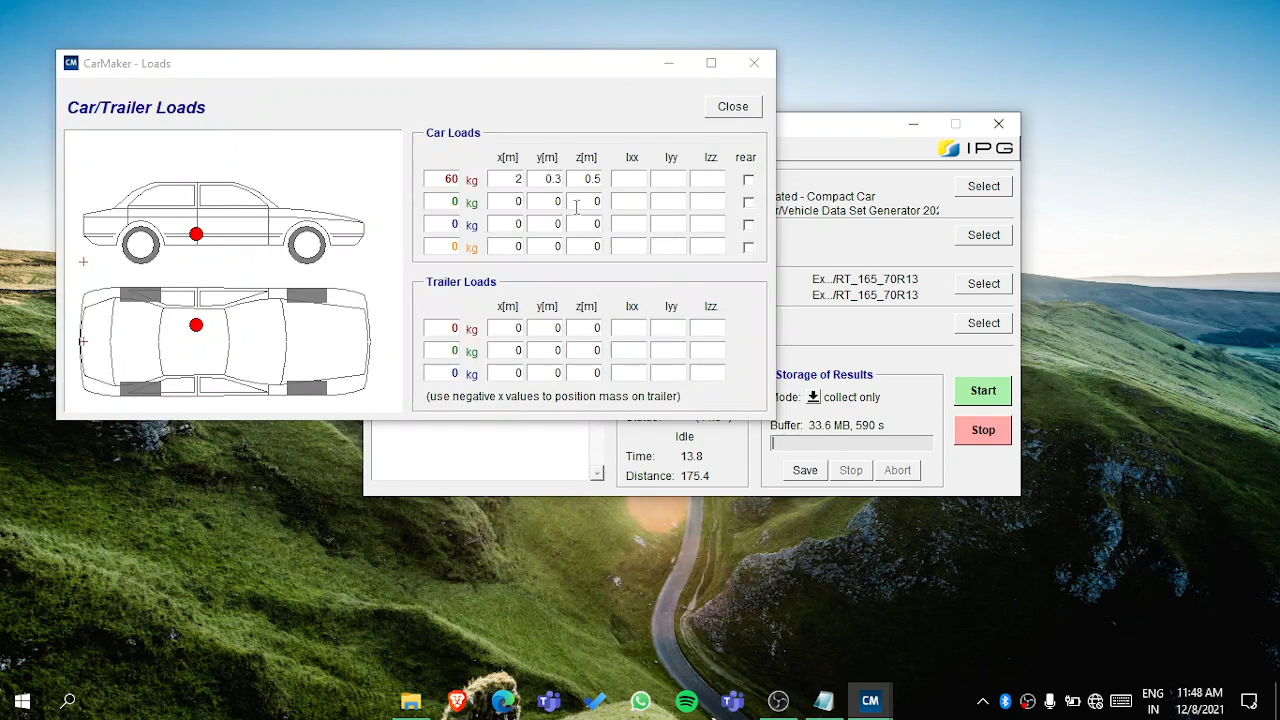 CM CarMaker - Loads
Car/Trailer Loads
Close
Car Loads
x[m] y[m] z[m] Ixx Iyy Izz rear
60 kg 2 0.3 0.5
0 kg 0 0 0
0 kg 0 0 0
0 kg 0 0 0
Trailer Loads
x[m] y[m] z[m] Ixx Iyy Izz
0 kg 0 0 0
0 kg 0 0 0
0 kg 0 0 0
(use negative x values to position mass on trailer)
IPG
ated - Compact Car
Select
r/Vehicle Data Set Generator 202
Select
Ex.../RT_165_70R13
Select
Ex.../RT_165_70R13
Select
Storage of Results
Mode: collect only
Start
Buffer: 33.6 MB, 590 s
Stop
Idle
Time: 13.8
Distance: 175.4
Save Stop Abort
CM
ENG
IN
11:48 AM
12/8/2021